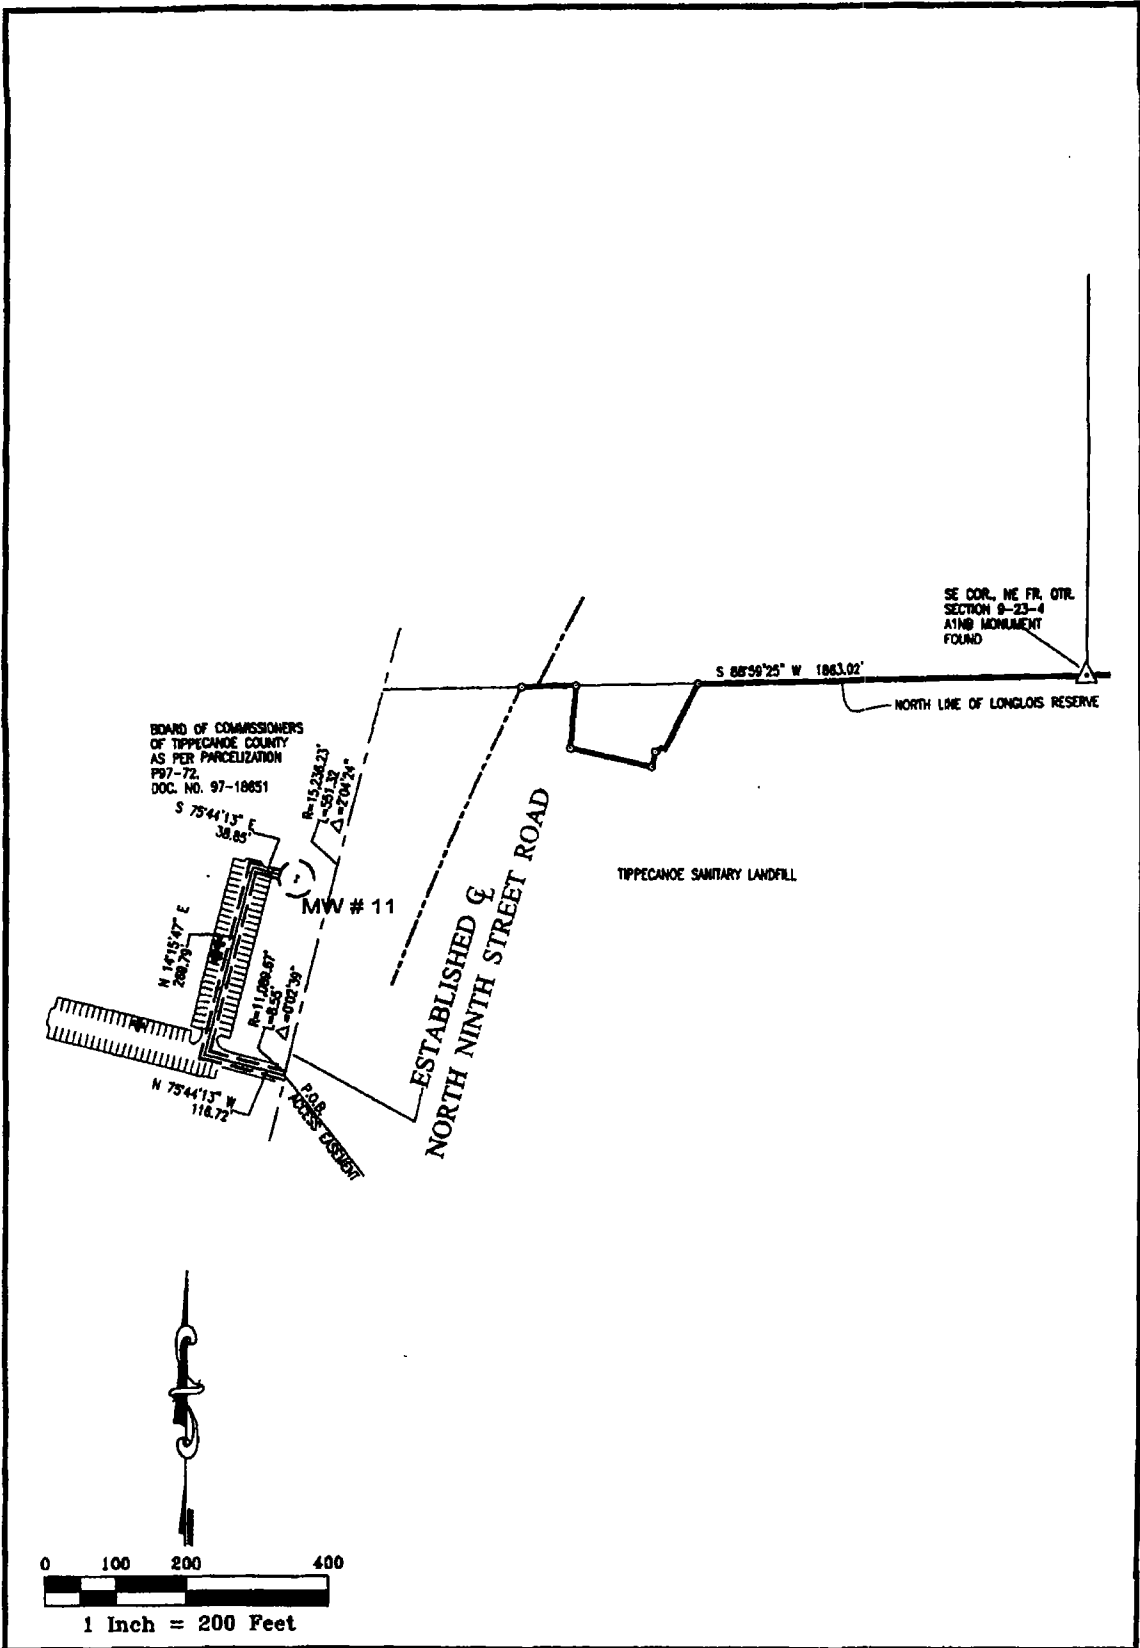 SE COR., NE FR. QTR.
SECTION 9-23-4
A1NB MONUMENT
FOUND
S 88°59'25" W 1863.02'
NORTH LINE OF LONGLOIS RESERVE
BOARD OF COMMISSIONERS
OF TIPPECANOE COUNTY
AS PER PARCELIZATION
P97-72,
DOC. NO. 97-18651
S 75°44'13" E
38.85'
R=15,236.23'
L=551.32
Δ=2°04'24"
TIPPECANOE SANITARY LANDFILL
MW # 11
N 14°15'47" E
R=11,089.67'
L=8.55'
Δ=0°02'39"
ESTABLISHED ℄
NORTH NINTH STREET ROAD
N 75°44'13" W
116.72'
P.O.B.
ACCESS EASEMENT
0 100 200 400
1 Inch = 200 Feet